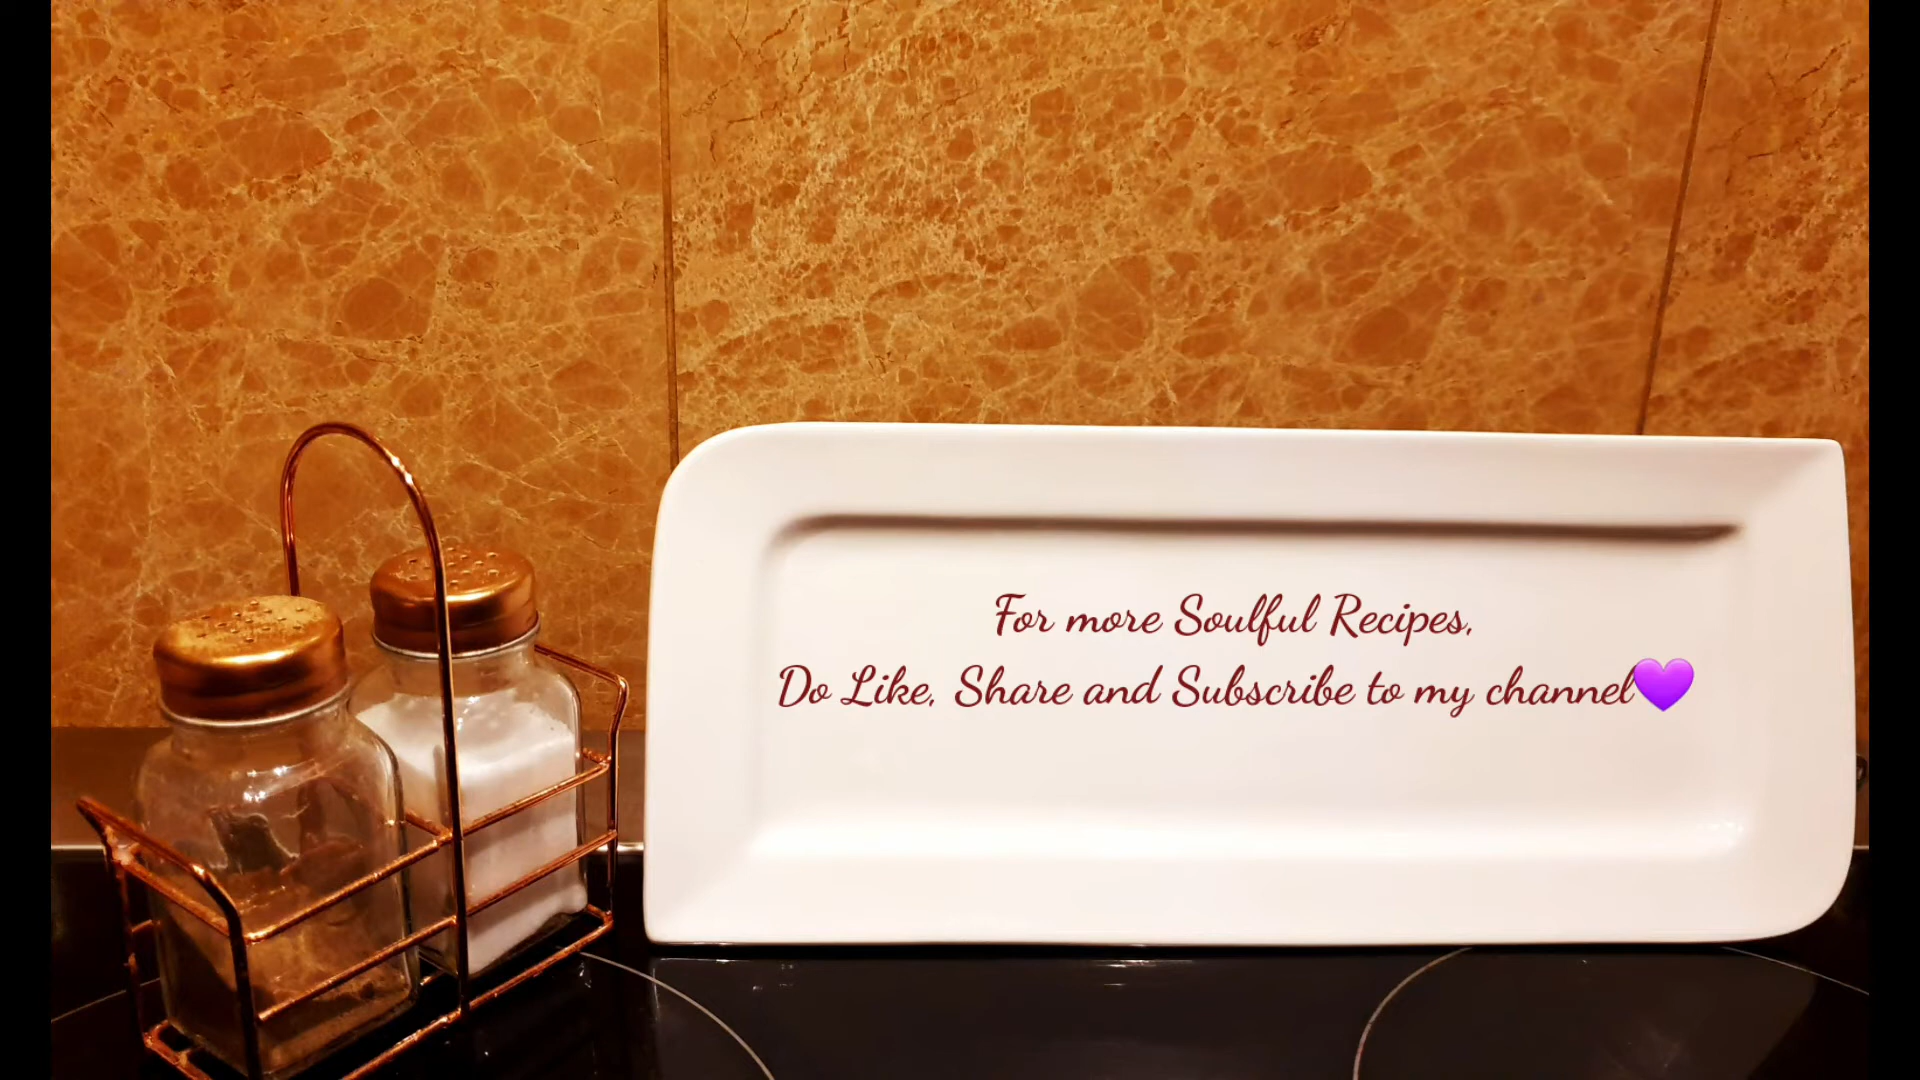 For more Soulful Recipes,
Do Like, Share and Subscribe to my channel💜